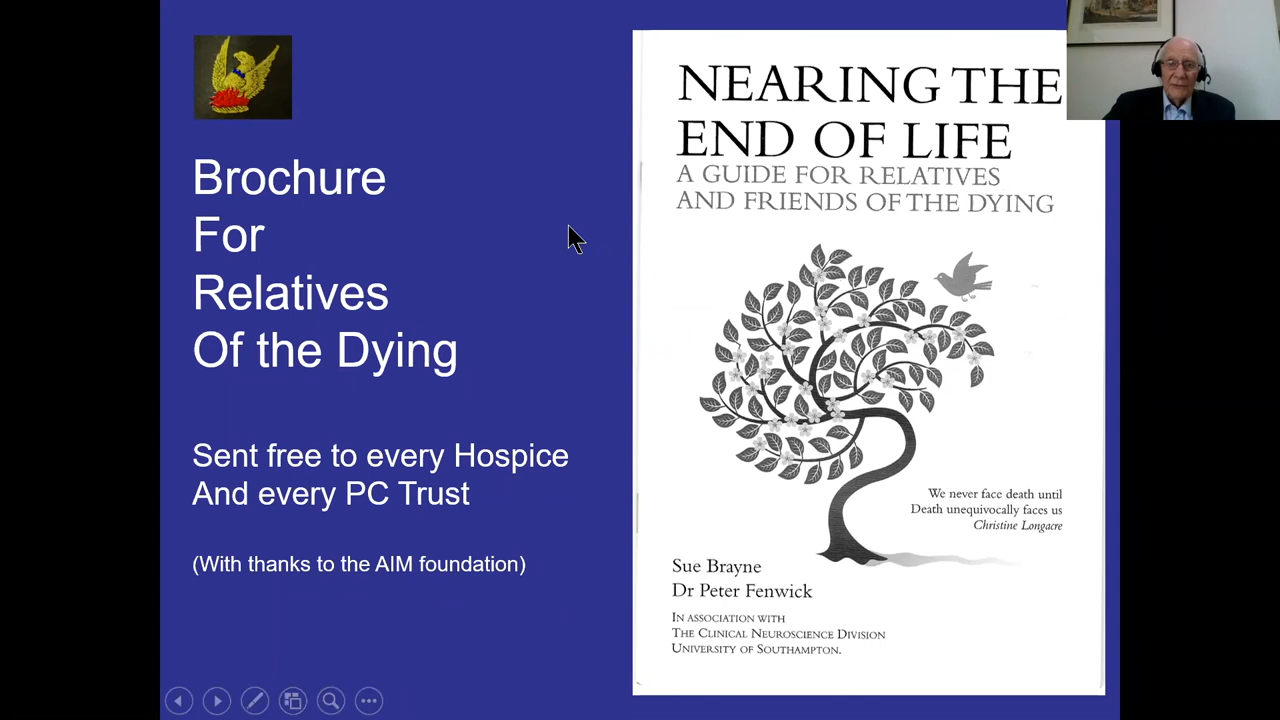 Brochure
For
Relatives
Of the Dying
Sent free to every Hospice
And every PC Trust
(With thanks to the AIM foundation)
NEARING THE
END OF LIFE
A GUIDE FOR RELATIVES
AND FRIENDS OF THE DYING
We never face death until
Death unequivocally faces us
Christine Longacre
Sue Brayne
Dr Peter Fenwick
IN ASSOCIATION WITH
THE CLINICAL NEUROSCIENCE DIVISION
UNIVERSITY OF SOUTHAMPTON.